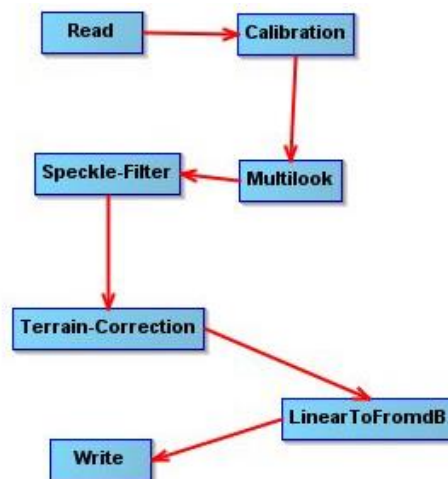 Read
Calibration
Speckle-Filter
Multilook
Terrain-Correction
LinearToFromdB
Write